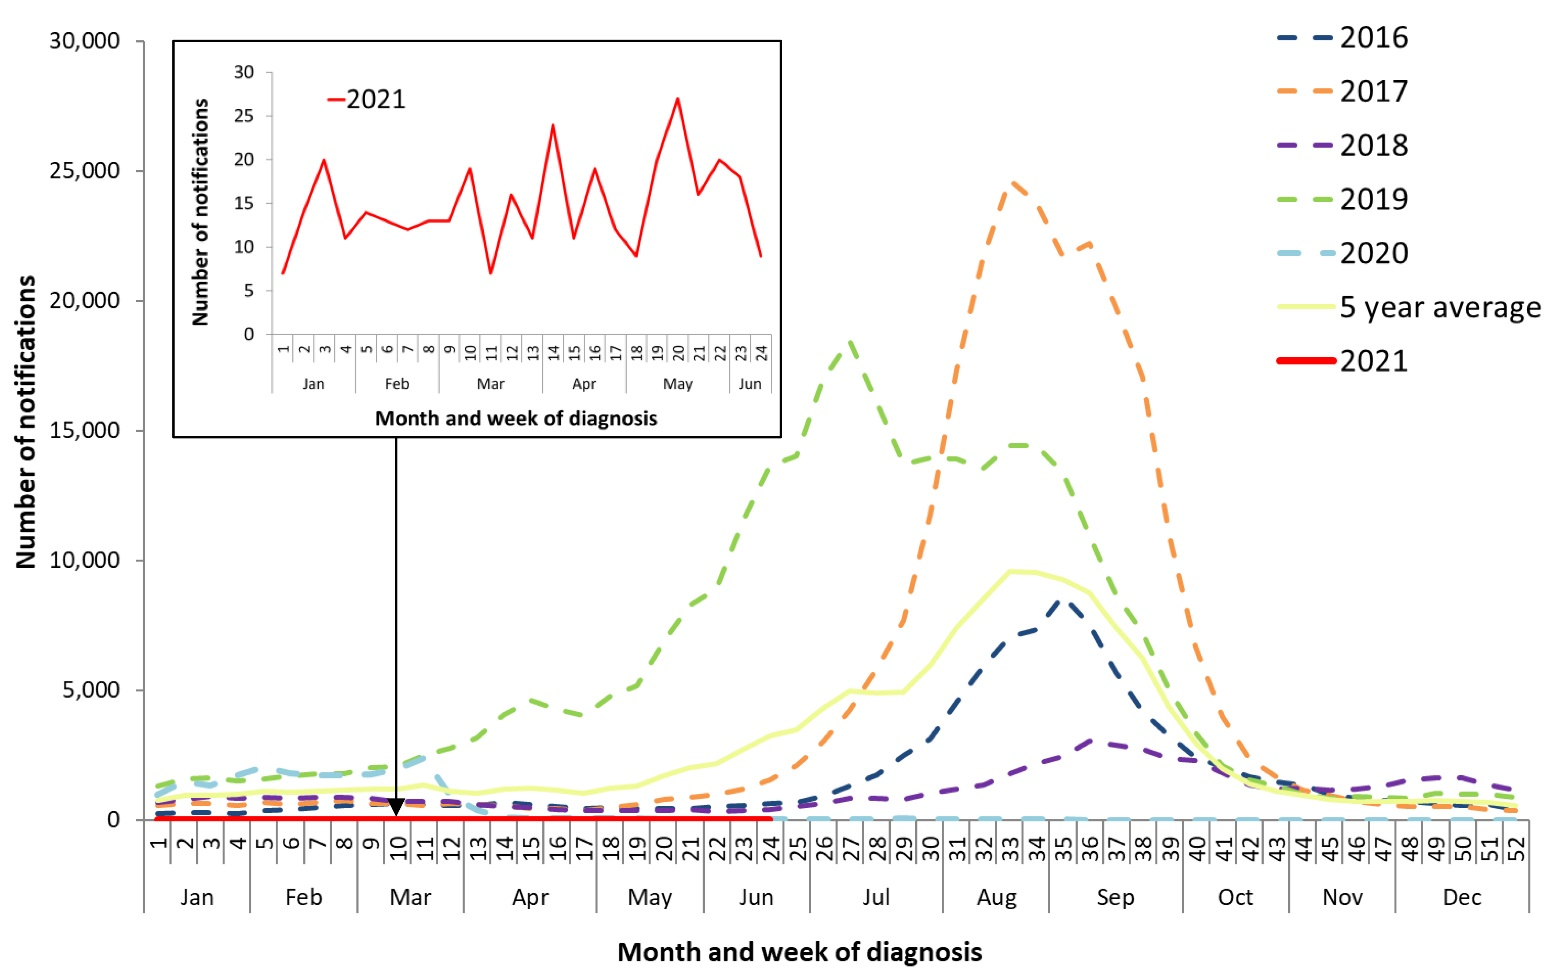 30,000
25,000
20,000
15,000
10,000
5,000
0
Number of notifications
30
25
20
15
10
5
0
Number of notifications
2021
1 2 3 4 5 6 7 8 9 10 11 12 13 14 15 16 17 18 19 20 21 22 23 24
Jan Feb Mar Apr May Jun
Month and week of diagnosis
2016
2017
2018
2019
2020
5 year average
2021
1 2 3 4 5 6 7 8 9 10 11 12 13 14 15 16 17 18 19 20 21 22 23 24 25 26 27 28 29 30 31 32 33 34 35 36 37 38 39 40 41 42 43 44 45 46 47 48 49 50 51 52
Jan Feb Mar Apr May Jun Jul Aug Sep Oct Nov Dec
Month and week of diagnosis